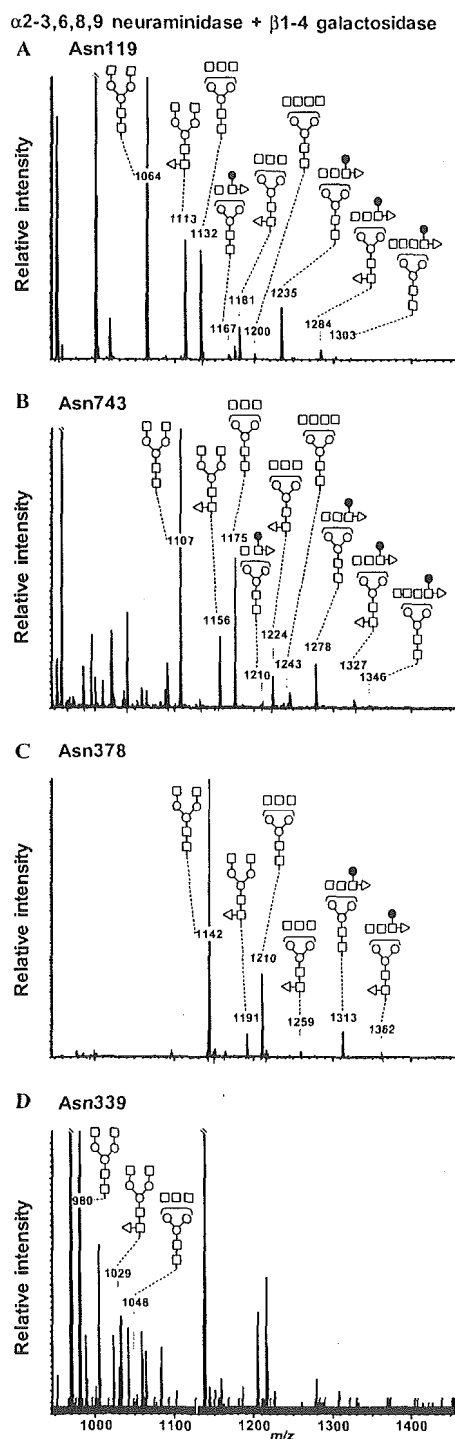 α2-3,6,8,9 neuraminidase + β1-4 galactosidase
A Asn119
Relative intensity
1064
1113
1132
1167
1181
1200
1235
1284
1303
B Asn743
Relative intensity
1107
1156
1175
1210
1224
1243
1278
1327
1346
C Asn378
Relative intensity
1142
1191
1210
1259
1313
1362
D Asn339
Relative intensity
980
1029
1048
1000 1100 1200 1300 1400
m/z